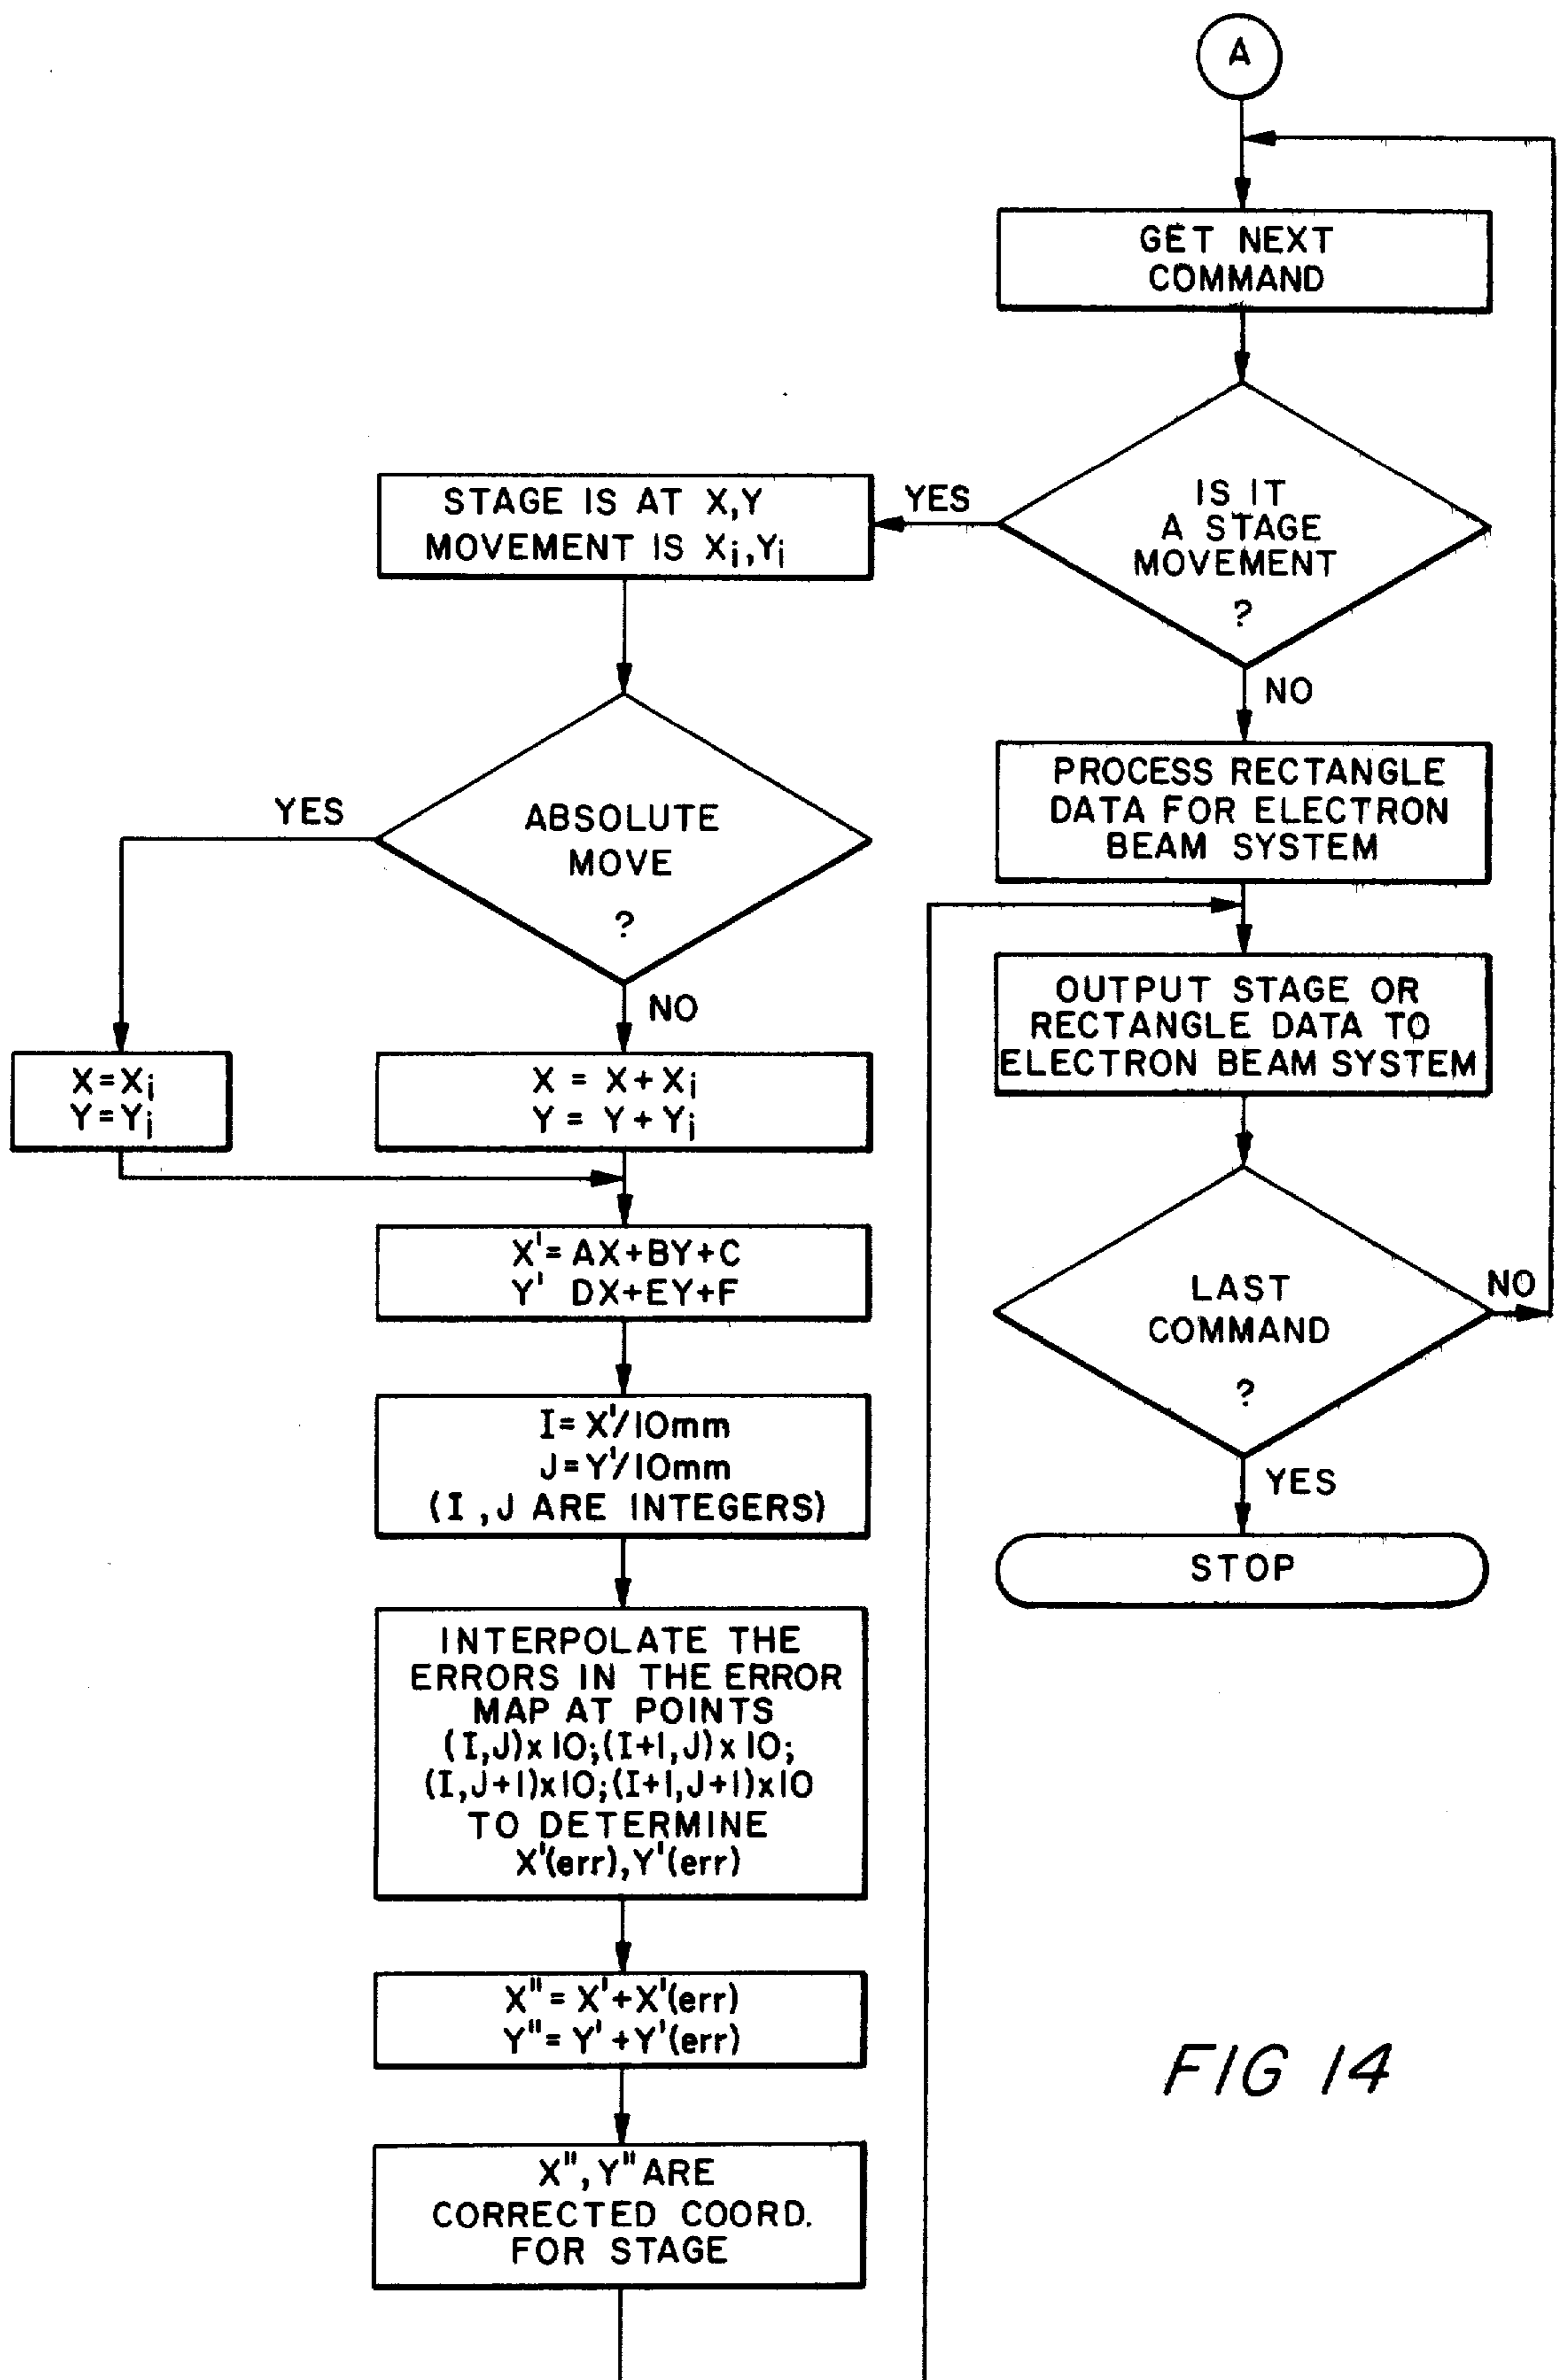 A
GET NEXT
COMMAND
IS IT
A STAGE
MOVEMENT
?
YES
NO
STAGE IS AT X,Y
MOVEMENT IS Xi,Yi
ABSOLUTE
MOVE
?
YES
NO
X=Xi
Y=Yi
X = X+Xi
Y = Y+Yi
X'= AX+BY+C
Y' DX+EY+F
I= X'/10mm
J=Y'/10mm
(I,J ARE INTEGERS)
INTERPOLATE THE
ERRORS IN THE ERROR
MAP AT POINTS
(I,J)x10;(I+1,J)x10;
(I,J+1)x10;(I+1,J+1)x10
TO DETERMINE
X'(err),Y'(err)
X"= X'+X'(err)
Y"= Y'+Y'(err)
X",Y" ARE
CORRECTED COORD.
FOR STAGE
PROCESS RECTANGLE
DATA FOR ELECTRON
BEAM SYSTEM
OUTPUT STAGE OR
RECTANGLE DATA TO
ELECTRON BEAM SYSTEM
LAST
COMMAND
?
NO
YES
STOP
FIG 14